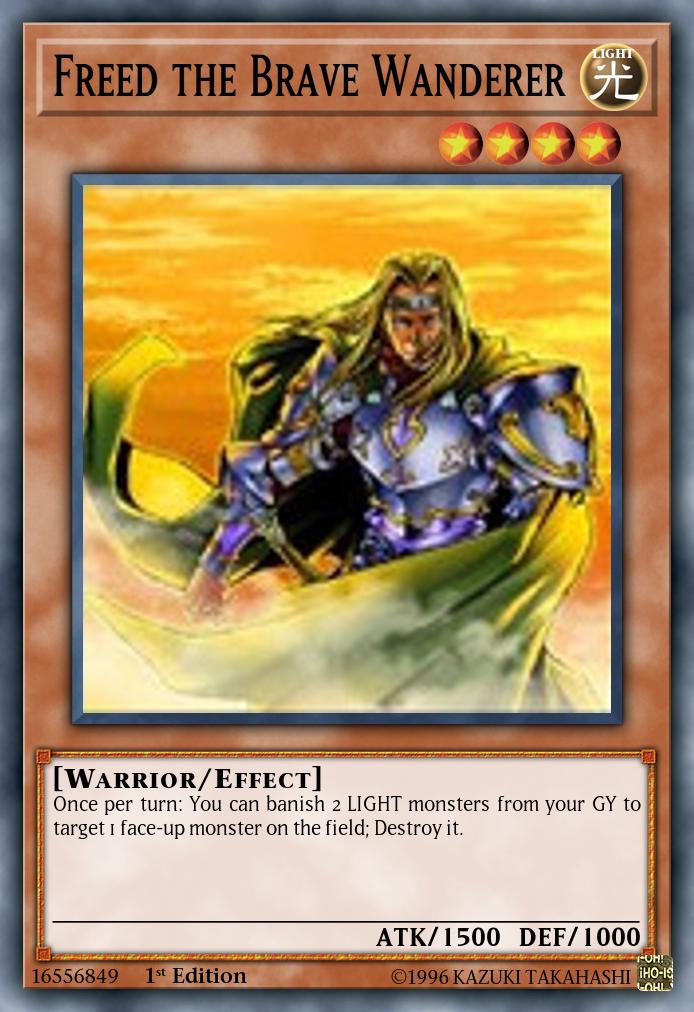 Freed the Brave Wanderer
LIGHT
光
[Warrior/Effect]
Once per turn: You can banish 2 LIGHT monsters from your GY to
target 1 face-up monster on the field; Destroy it.
ATK/1500 DEF/1000
16556849 1st Edition ©1996 KAZUKI TAKAHASHI